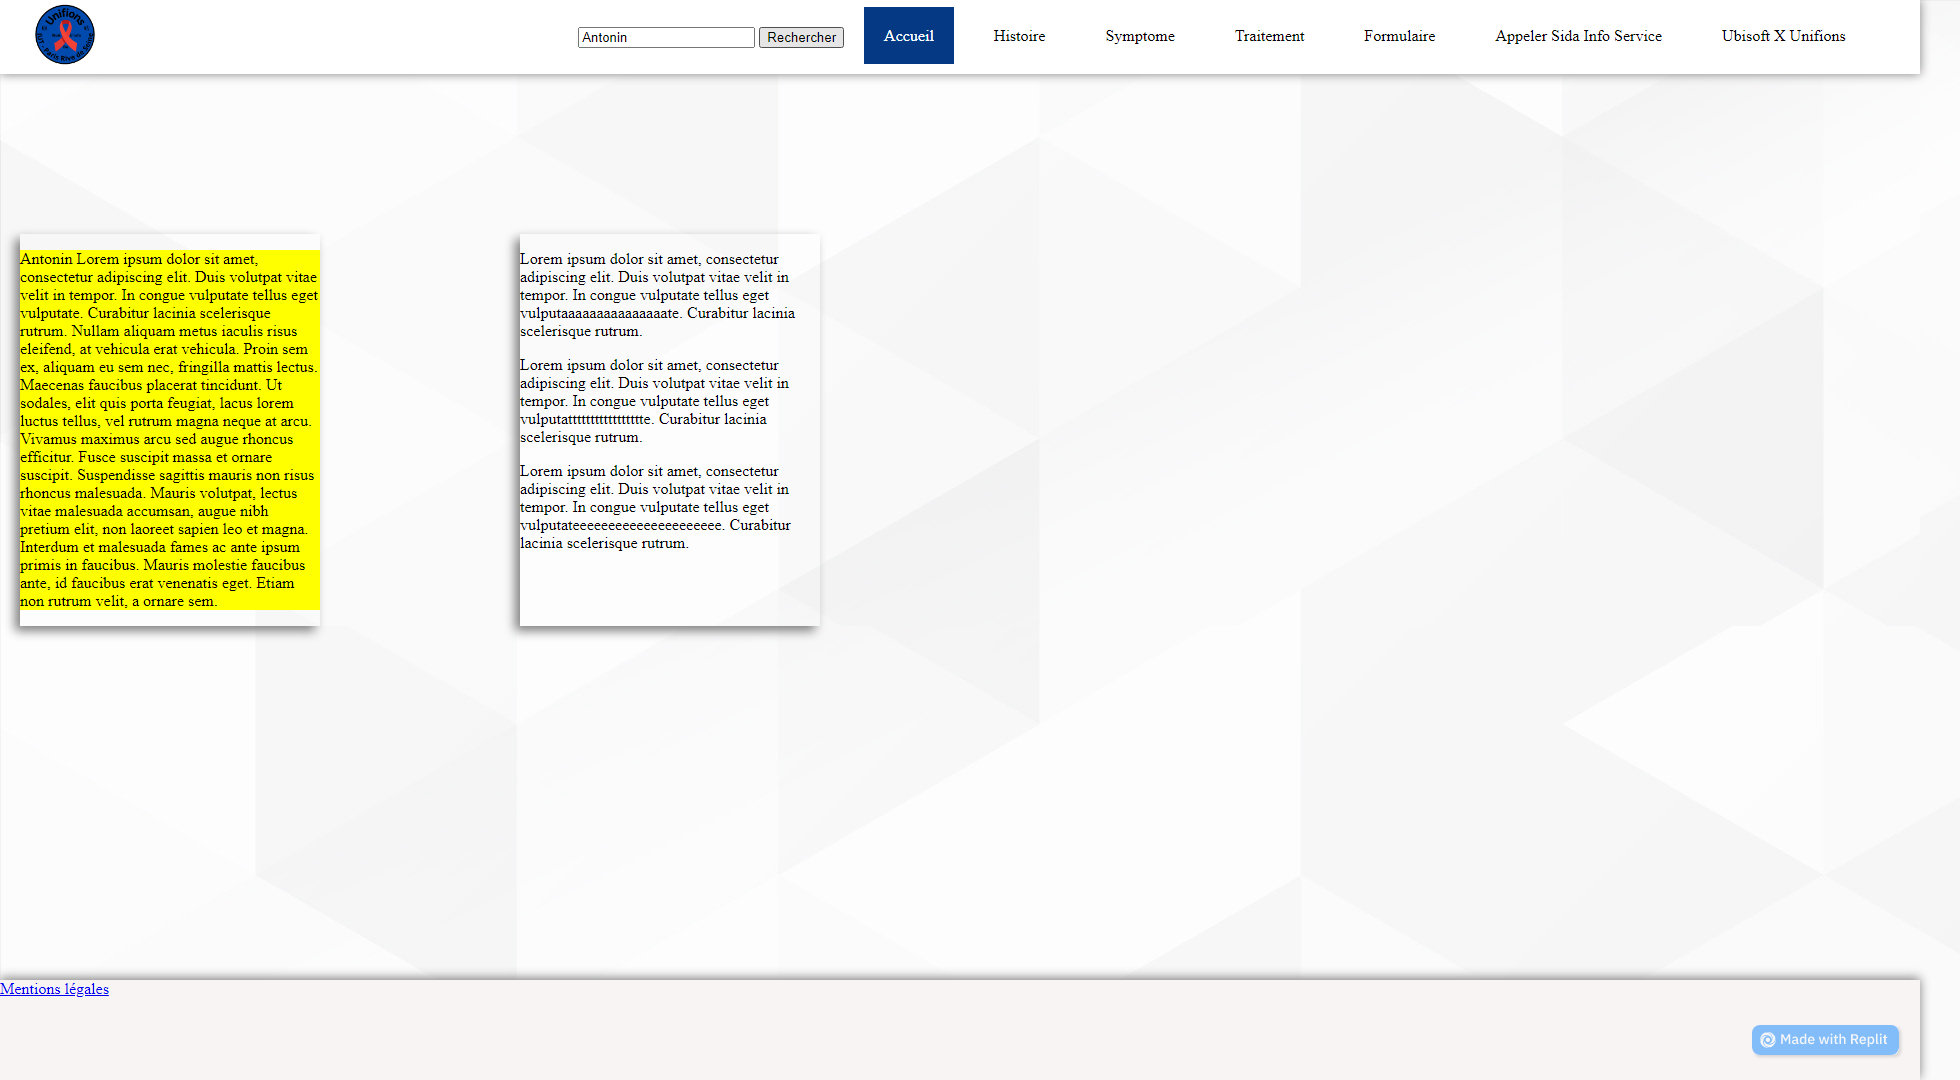 Unifions
Antonin
Rechercher
Accueil
Histoire
Symptome
Traitement
Formulaire
Appeler Sida Info Service
Ubisoft X Unifions
Antonin Lorem ipsum dolor sit amet,
consectetur adipiscing elit. Duis volutpat vitae
velit in tempor. In congue vulputate tellus eget
vulputate. Curabitur lacinia scelerisque
rutrum. Nullam aliquam metus iaculis risus
eleifend, at vehicula erat vehicula. Proin sem
ex, aliquam eu sem nec, fringilla mattis lectus.
Maecenas faucibus placerat tincidunt. Ut
sodales, elit quis porta feugiat, lacus lorem
luctus tellus, vel rutrum magna neque at arcu.
Vivamus maximus arcu sed augue rhoncus
efficitur. Fusce suscipit massa et ornare
suscipit. Suspendisse sagittis mauris non risus
rhoncus malesuada. Mauris volutpat, lectus
vitae malesuada accumsan, augue nibh
pretium elit, non laoreet sapien leo et magna.
Interdum et malesuada fames ac ante ipsum
primis in faucibus. Mauris molestie faucibus
ante, id faucibus erat venenatis eget. Etiam
non rutrum velit, a ornare sem.
Lorem ipsum dolor sit amet, consectetur
adipiscing elit. Duis volutpat vitae velit in
tempor. In congue vulputate tellus eget
vulputaaaaaaaaaaaaaaate. Curabitur lacinia
scelerisque rutrum.
Lorem ipsum dolor sit amet, consectetur
adipiscing elit. Duis volutpat vitae velit in
tempor. In congue vulputate tellus eget
vulputatttttttttttttttttte. Curabitur lacinia
scelerisque rutrum.
Lorem ipsum dolor sit amet, consectetur
adipiscing elit. Duis volutpat vitae velit in
tempor. In congue vulputate tellus eget
vulputateeeeeeeeeeeeeeeeeeeee. Curabitur
lacinia scelerisque rutrum.
Mentions légales
Made with Replit